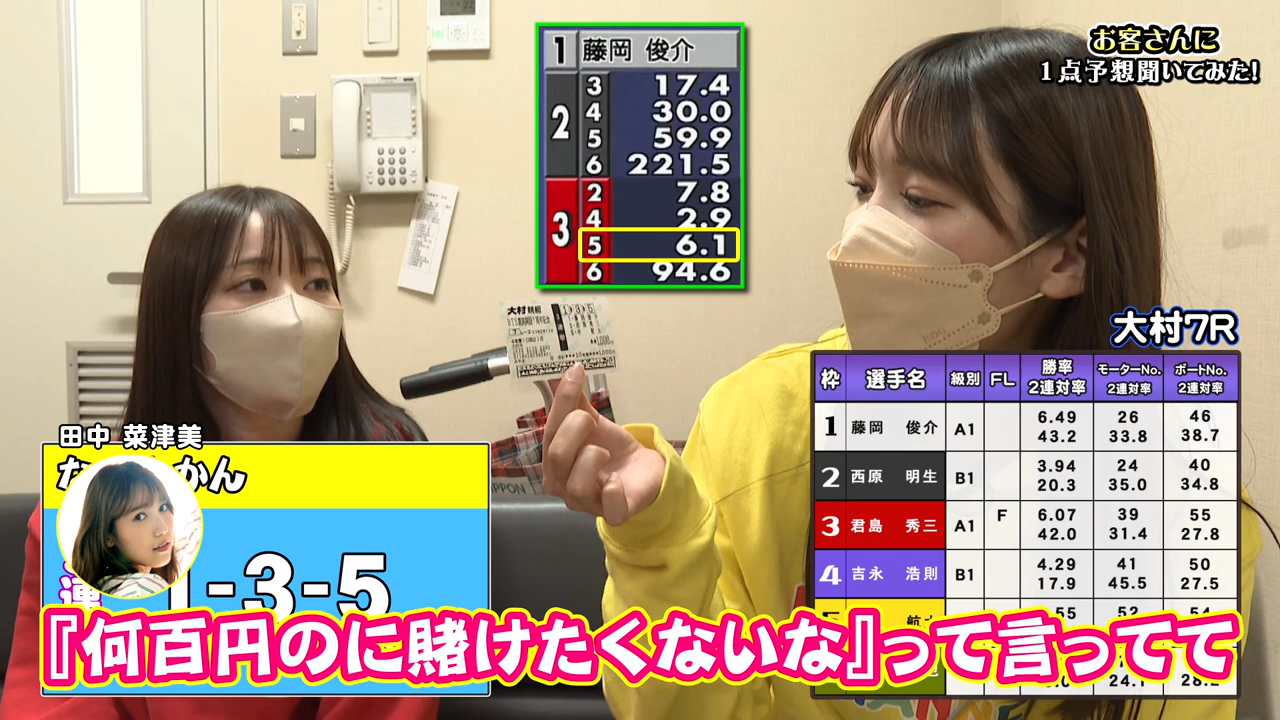 お客さんに
1点予想聞いてみた!
1 藤岡 俊介
2
3 17.4
4 30.0
5 59.9
6 221.5
3
2 7.8
4 2.9
5 6.1
6 94.6
大村
1-3-5
大村7R
枠 選手名 級別 FL 勝率 2連対率 モーターNo. 2連対率 ボートNo. 2連対率
1 藤岡 俊介 A1 6.49 43.2 26 33.8 46 38.7
2 西原 明生 B1 3.94 20.3 24 35.0 40 34.8
3 君島 秀三 A1 F 6.07 42.0 39 31.4 55 27.8
4 吉永 浩則 B1 4.29 17.9 41 45.5 50 27.5
田中 菜津美
1-3-5
NIPPON
『何百円のに賭けたくないな』って言ってて